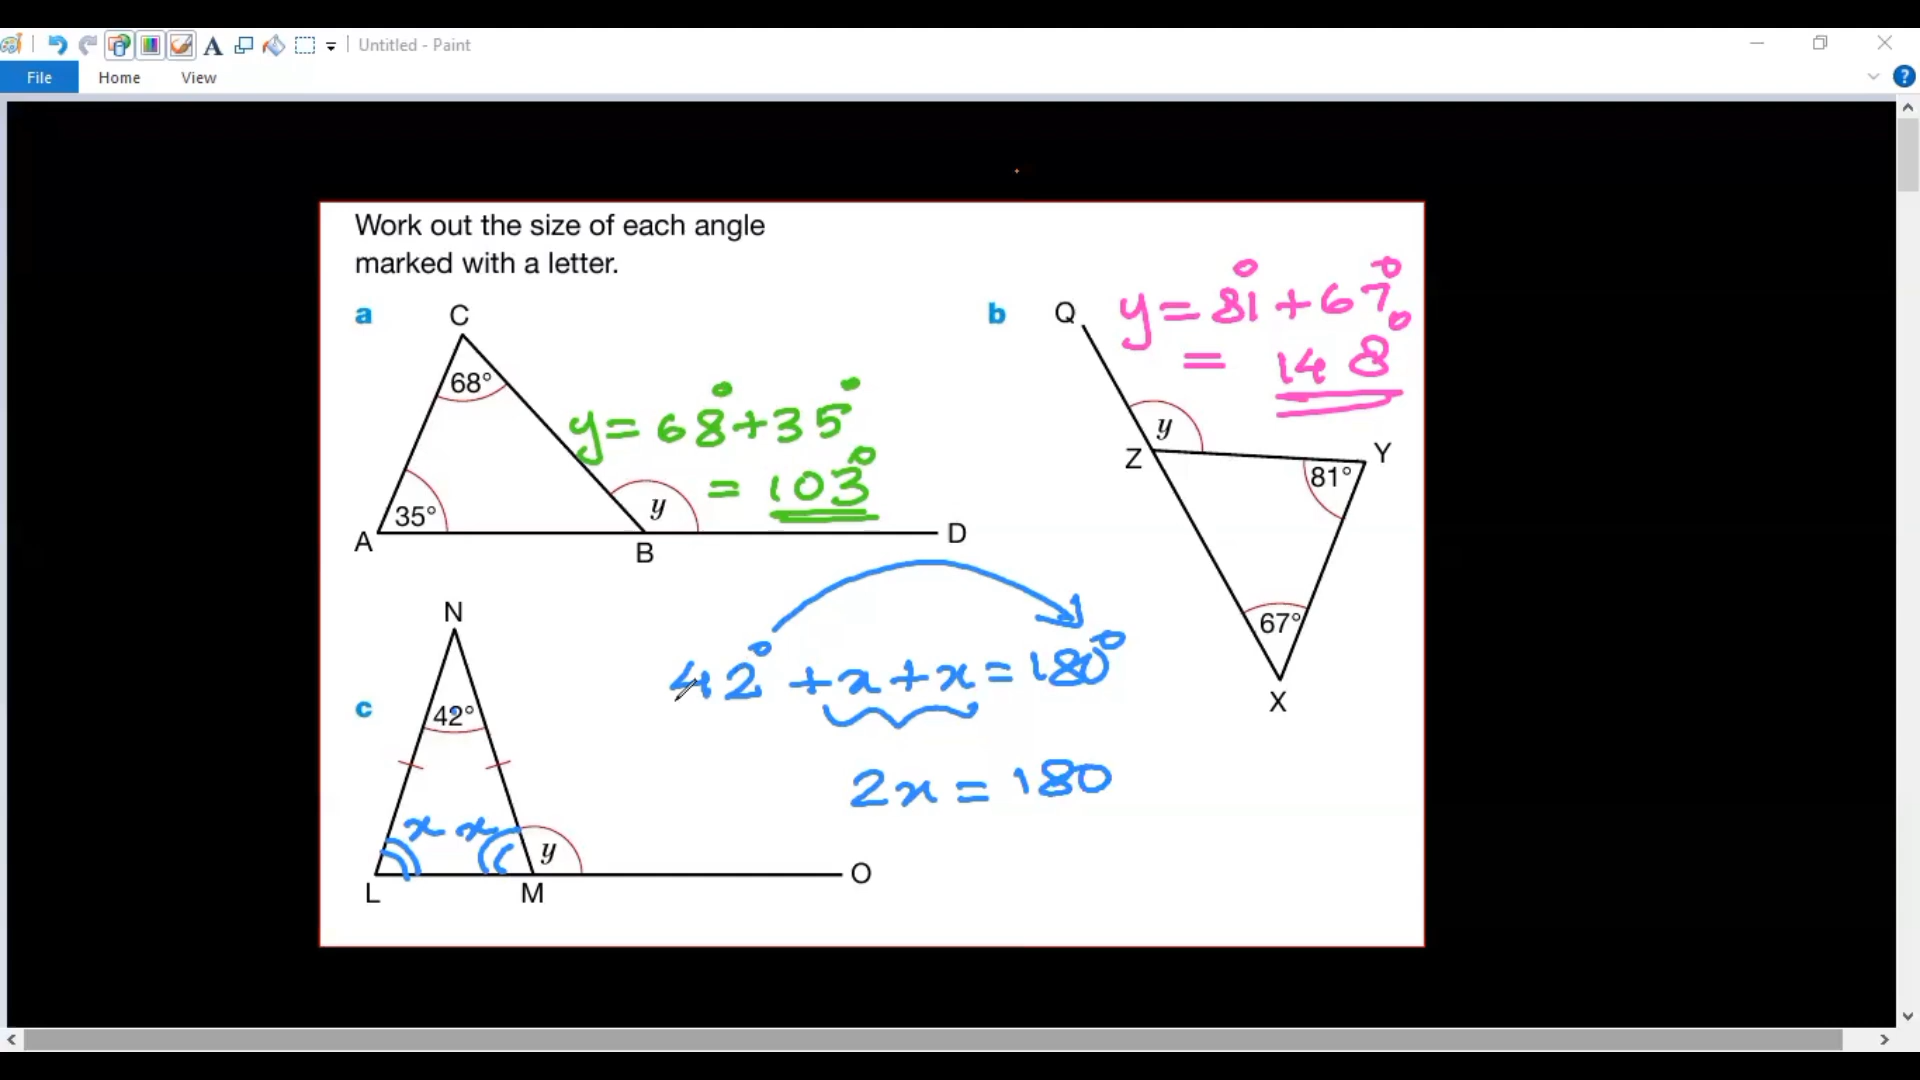 Untitled - Paint
File Home View
Work out the size of each angle
marked with a letter.
a
C
68°
35°
y
A
B
D
y = 68° + 35°
= 103°
b
Q
y = 81° + 67°
= 148°
y
Z
Y
81°
67°
X
c
N
42°
x x
y
L
M
O
42° + x + x = 180°
2x = 180